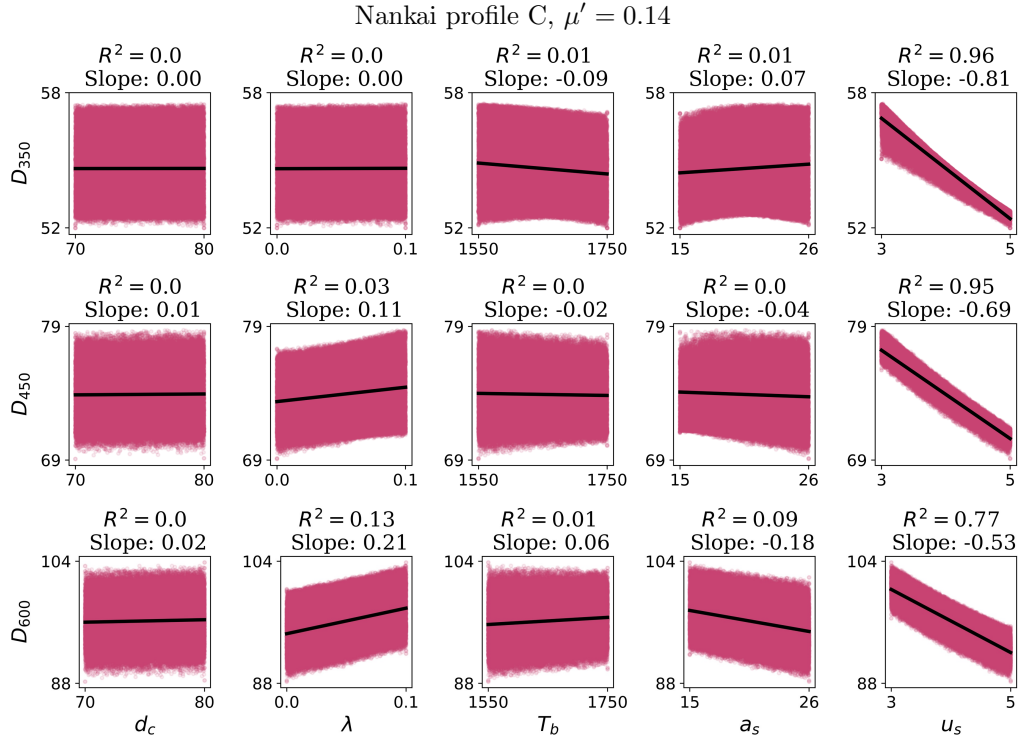 Nankai profile C, μ′ = 0.14
R² = 0.0 R² = 0.0 R² = 0.01 R² = 0.01 R² = 0.96
Slope: 0.00 Slope: 0.00 Slope: -0.09 Slope: 0.07 Slope: -0.81
58 58 58 58 58
D₃₅₀
52 52 52 52 52
70 80 0.0 0.1 1550 1750 15 26 3 5
R² = 0.0 R² = 0.03 R² = 0.0 R² = 0.0 R² = 0.95
Slope: 0.01 Slope: 0.11 Slope: -0.02 Slope: -0.04 Slope: -0.69
79 79 79 79 79
D₄₅₀
69 69 69 69 69
70 80 0.0 0.1 1550 1750 15 26 3 5
R² = 0.0 R² = 0.13 R² = 0.01 R² = 0.09 R² = 0.77
Slope: 0.02 Slope: 0.21 Slope: 0.06 Slope: -0.18 Slope: -0.53
104 104 104 104 104
D₆₀₀
88 88 88 88 88
70 80 0.0 0.1 1550 1750 15 26 3 5
d_c λ T_b a_s u_s